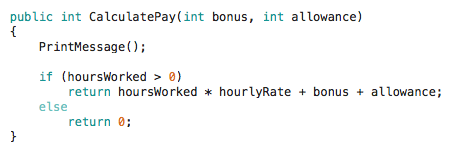 public int CalculatePay(int bonus, int allowance)
{
    PrintMessage();

    if (hoursWorked > 0)
        return hoursWorked * hourlyRate + bonus + allowance;
    else
        return 0;
}